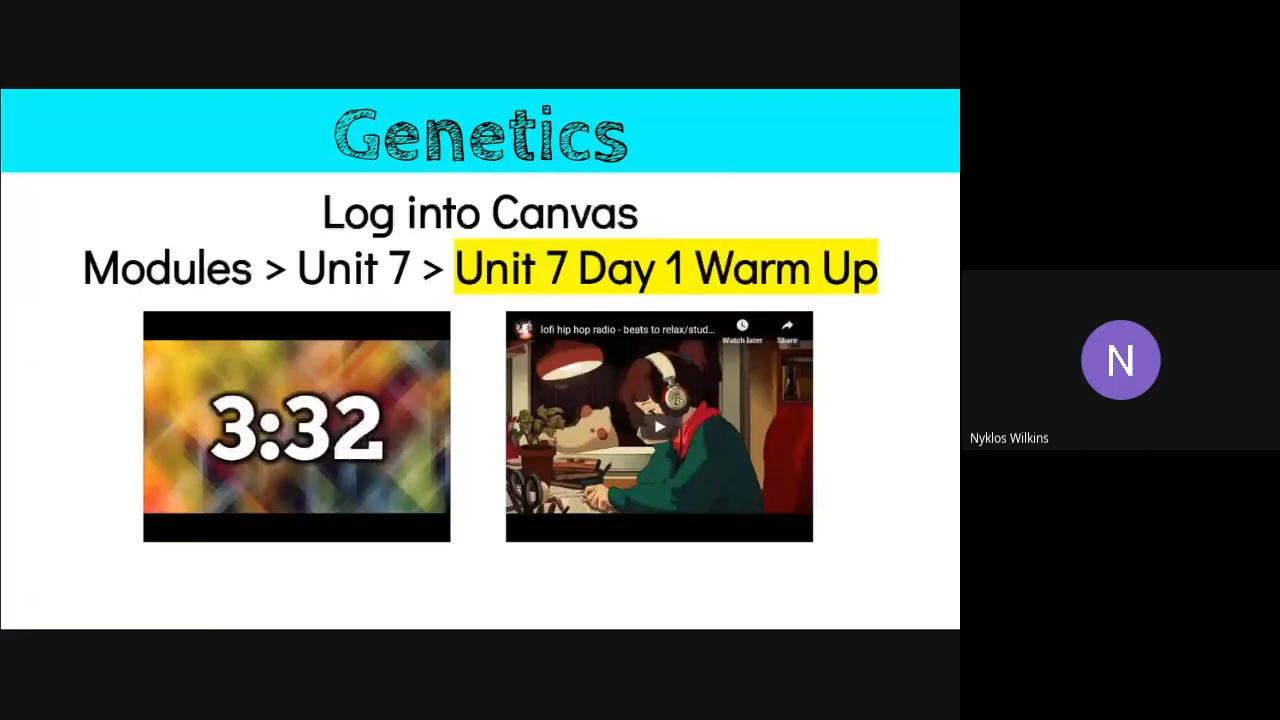 Genetics
Log into Canvas
Modules > Unit 7 > Unit 7 Day 1 Warm Up
3:32
lofi hip hop radio - beats to relax/stud...
Watch later
Share
N
Nyklos Wilkins